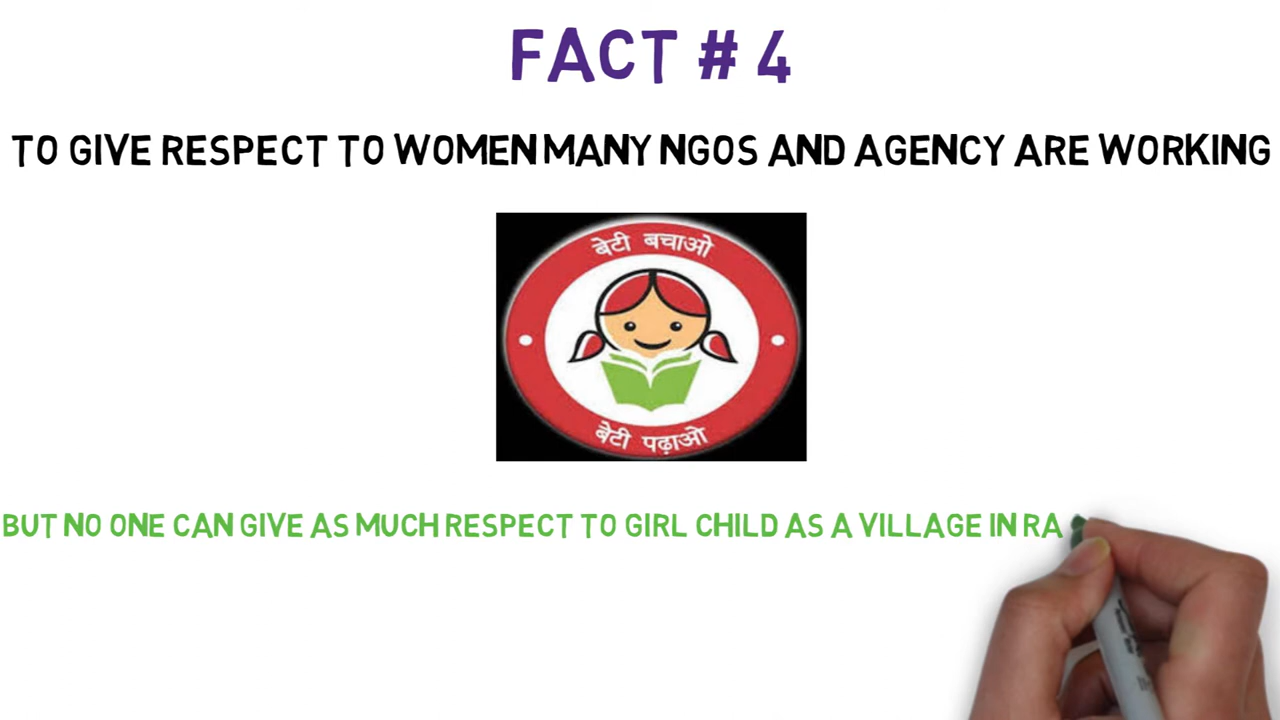 FACT # 4
TO GIVE RESPECT TO WOMEN MANY NGOS AND AGENCY ARE WORKING
बेटी बचाओ
बेटी पढ़ाओ
BUT NO ONE CAN GIVE AS MUCH RESPECT TO GIRL CHILD AS A VILLAGE IN RA